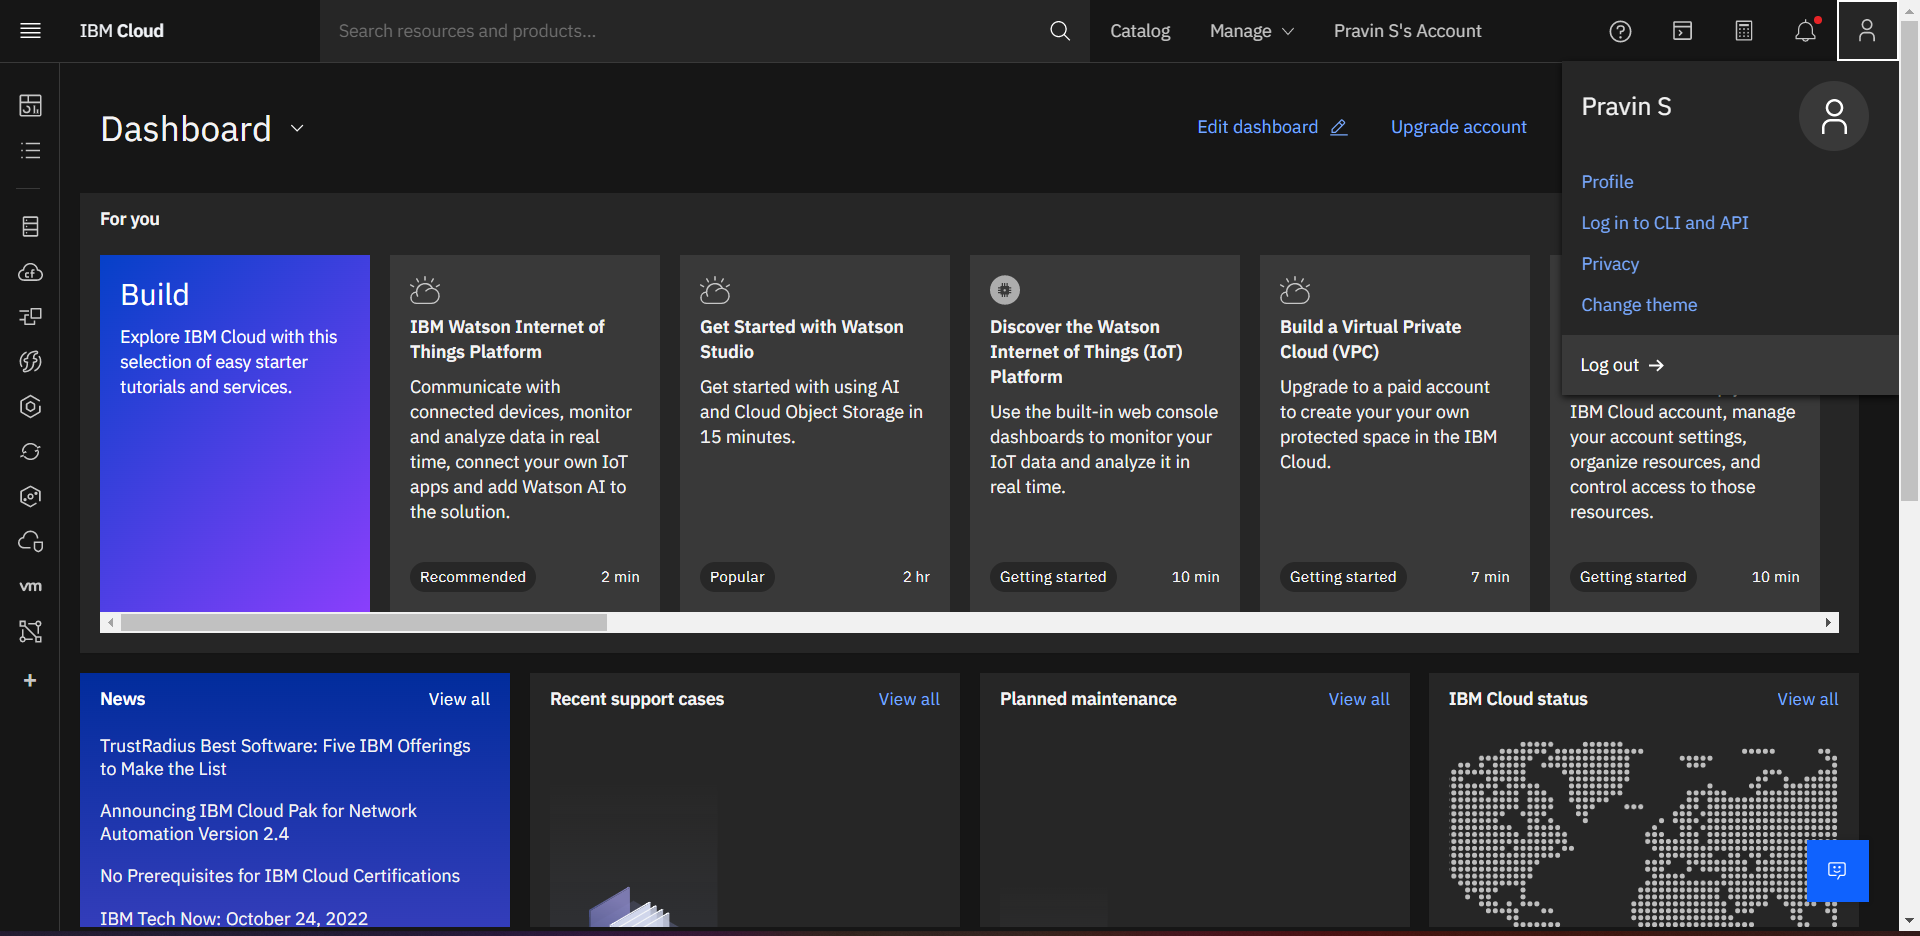 IBM Cloud
Search resources and products...
Catalog
Manage
Pravin S's Account
Pravin S
Profile
Log in to CLI and API
Privacy
Change theme
Log out →
Dashboard
Edit dashboard
Upgrade account
For you
Build
Explore IBM Cloud with this
selection of easy starter
tutorials and services.
IBM Watson Internet of
Things Platform
Communicate with
connected devices, monitor
and analyze data in real
time, connect your own IoT
apps and add Watson AI to
the solution.
Recommended
2 min
Get Started with Watson
Studio
Get started with using AI
and Cloud Object Storage in
15 minutes.
Popular
2 hr
Discover the Watson
Internet of Things (IoT)
Platform
Use the built-in web console
dashboards to monitor your
IoT data and analyze it in
real time.
Getting started
10 min
Build a Virtual Private
Cloud (VPC)
Upgrade to a paid account
to create your your own
protected space in the IBM
Cloud.
Getting started
7 min
IBM Cloud account, manage
your account settings,
organize resources, and
control access to those
resources.
Getting started
10 min
cf
vm
News
View all
TrustRadius Best Software: Five IBM Offerings
to Make the List
Announcing IBM Cloud Pak for Network
Automation Version 2.4
No Prerequisites for IBM Cloud Certifications
IBM Tech Now: October 24, 2022
Recent support cases
View all
Planned maintenance
View all
IBM Cloud status
View all